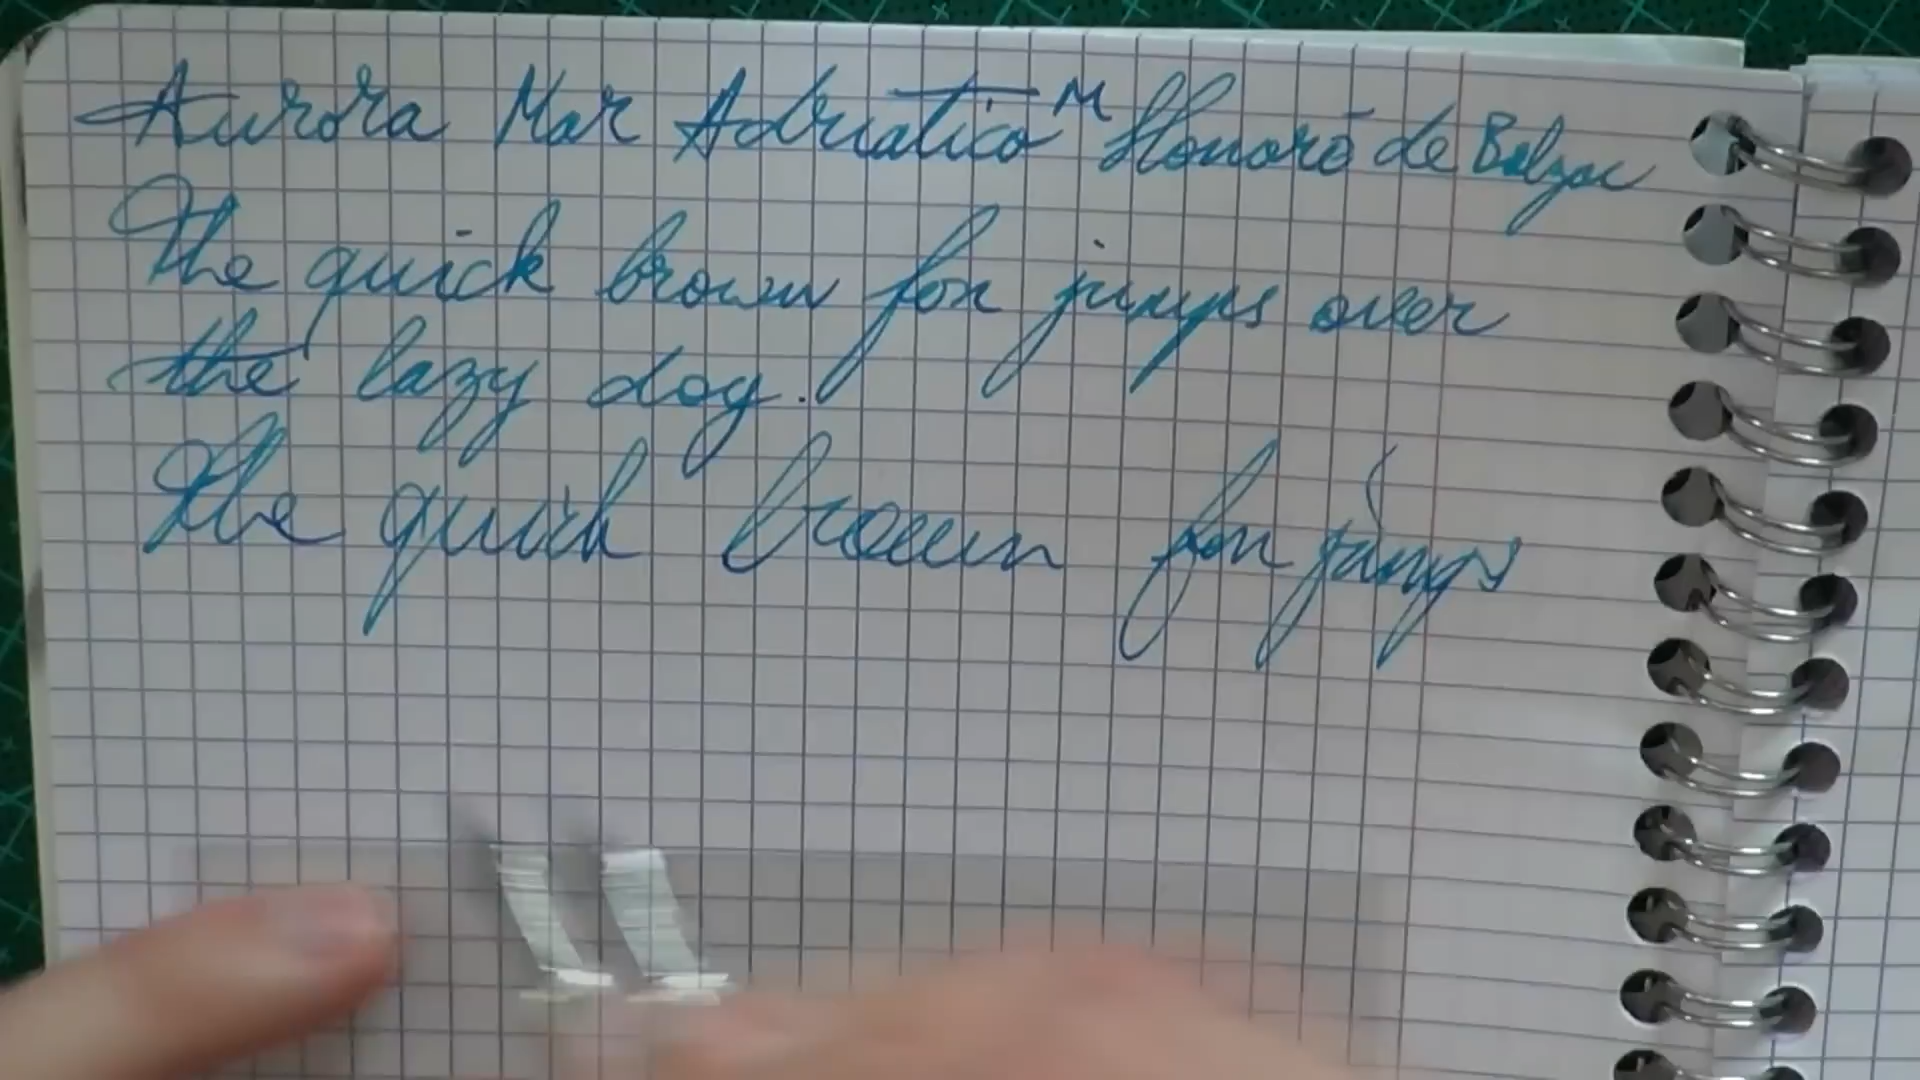 Aurora Mar Adriatico M Honoré de Balzac
The quick brown fox jumps over
the lazy dog.
The quick brown fox jumps